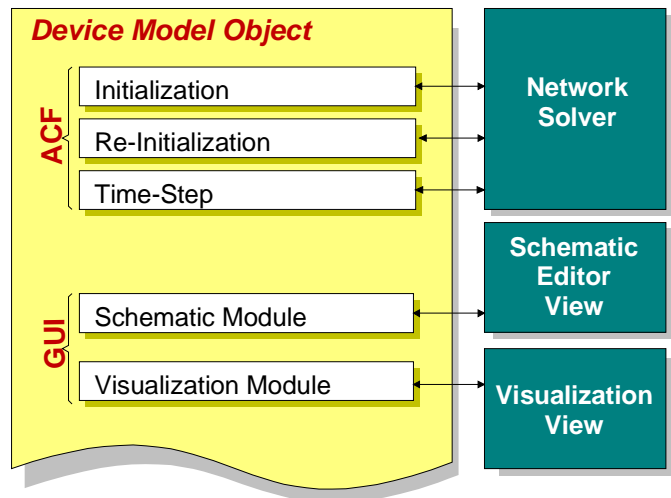 Device Model Object
ACF
Initialization
Re-Initialization
Time-Step
Network
Solver
GUI
Schematic Module
Visualization Module
Schematic
Editor
View
Visualization
View